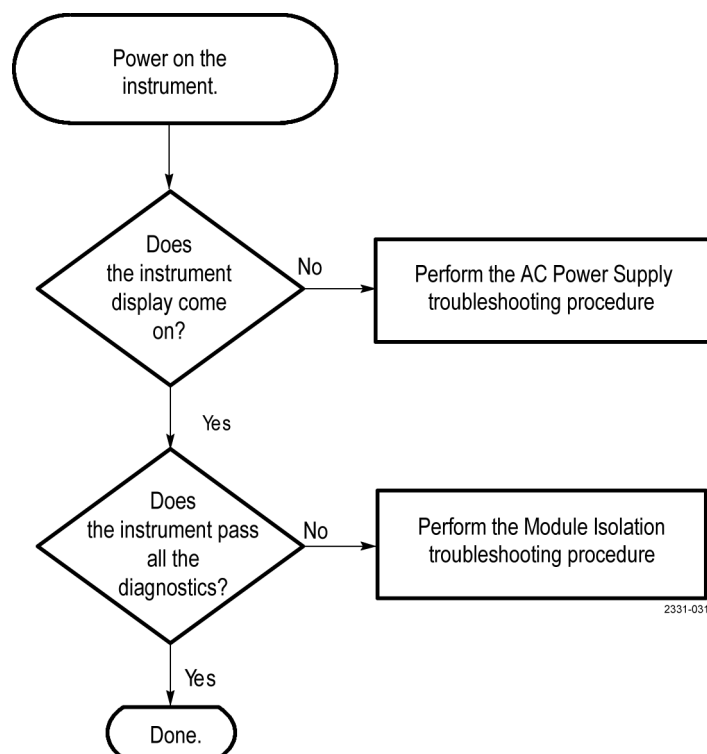 Power on the
instrument.
Does
the instrument
display come
on?
No
Perform the AC Power Supply
troubleshooting procedure
Yes
Does
the instrument pass
all the
diagnostics?
No
Perform the Module Isolation
troubleshooting procedure
2331-031
Yes
Done.